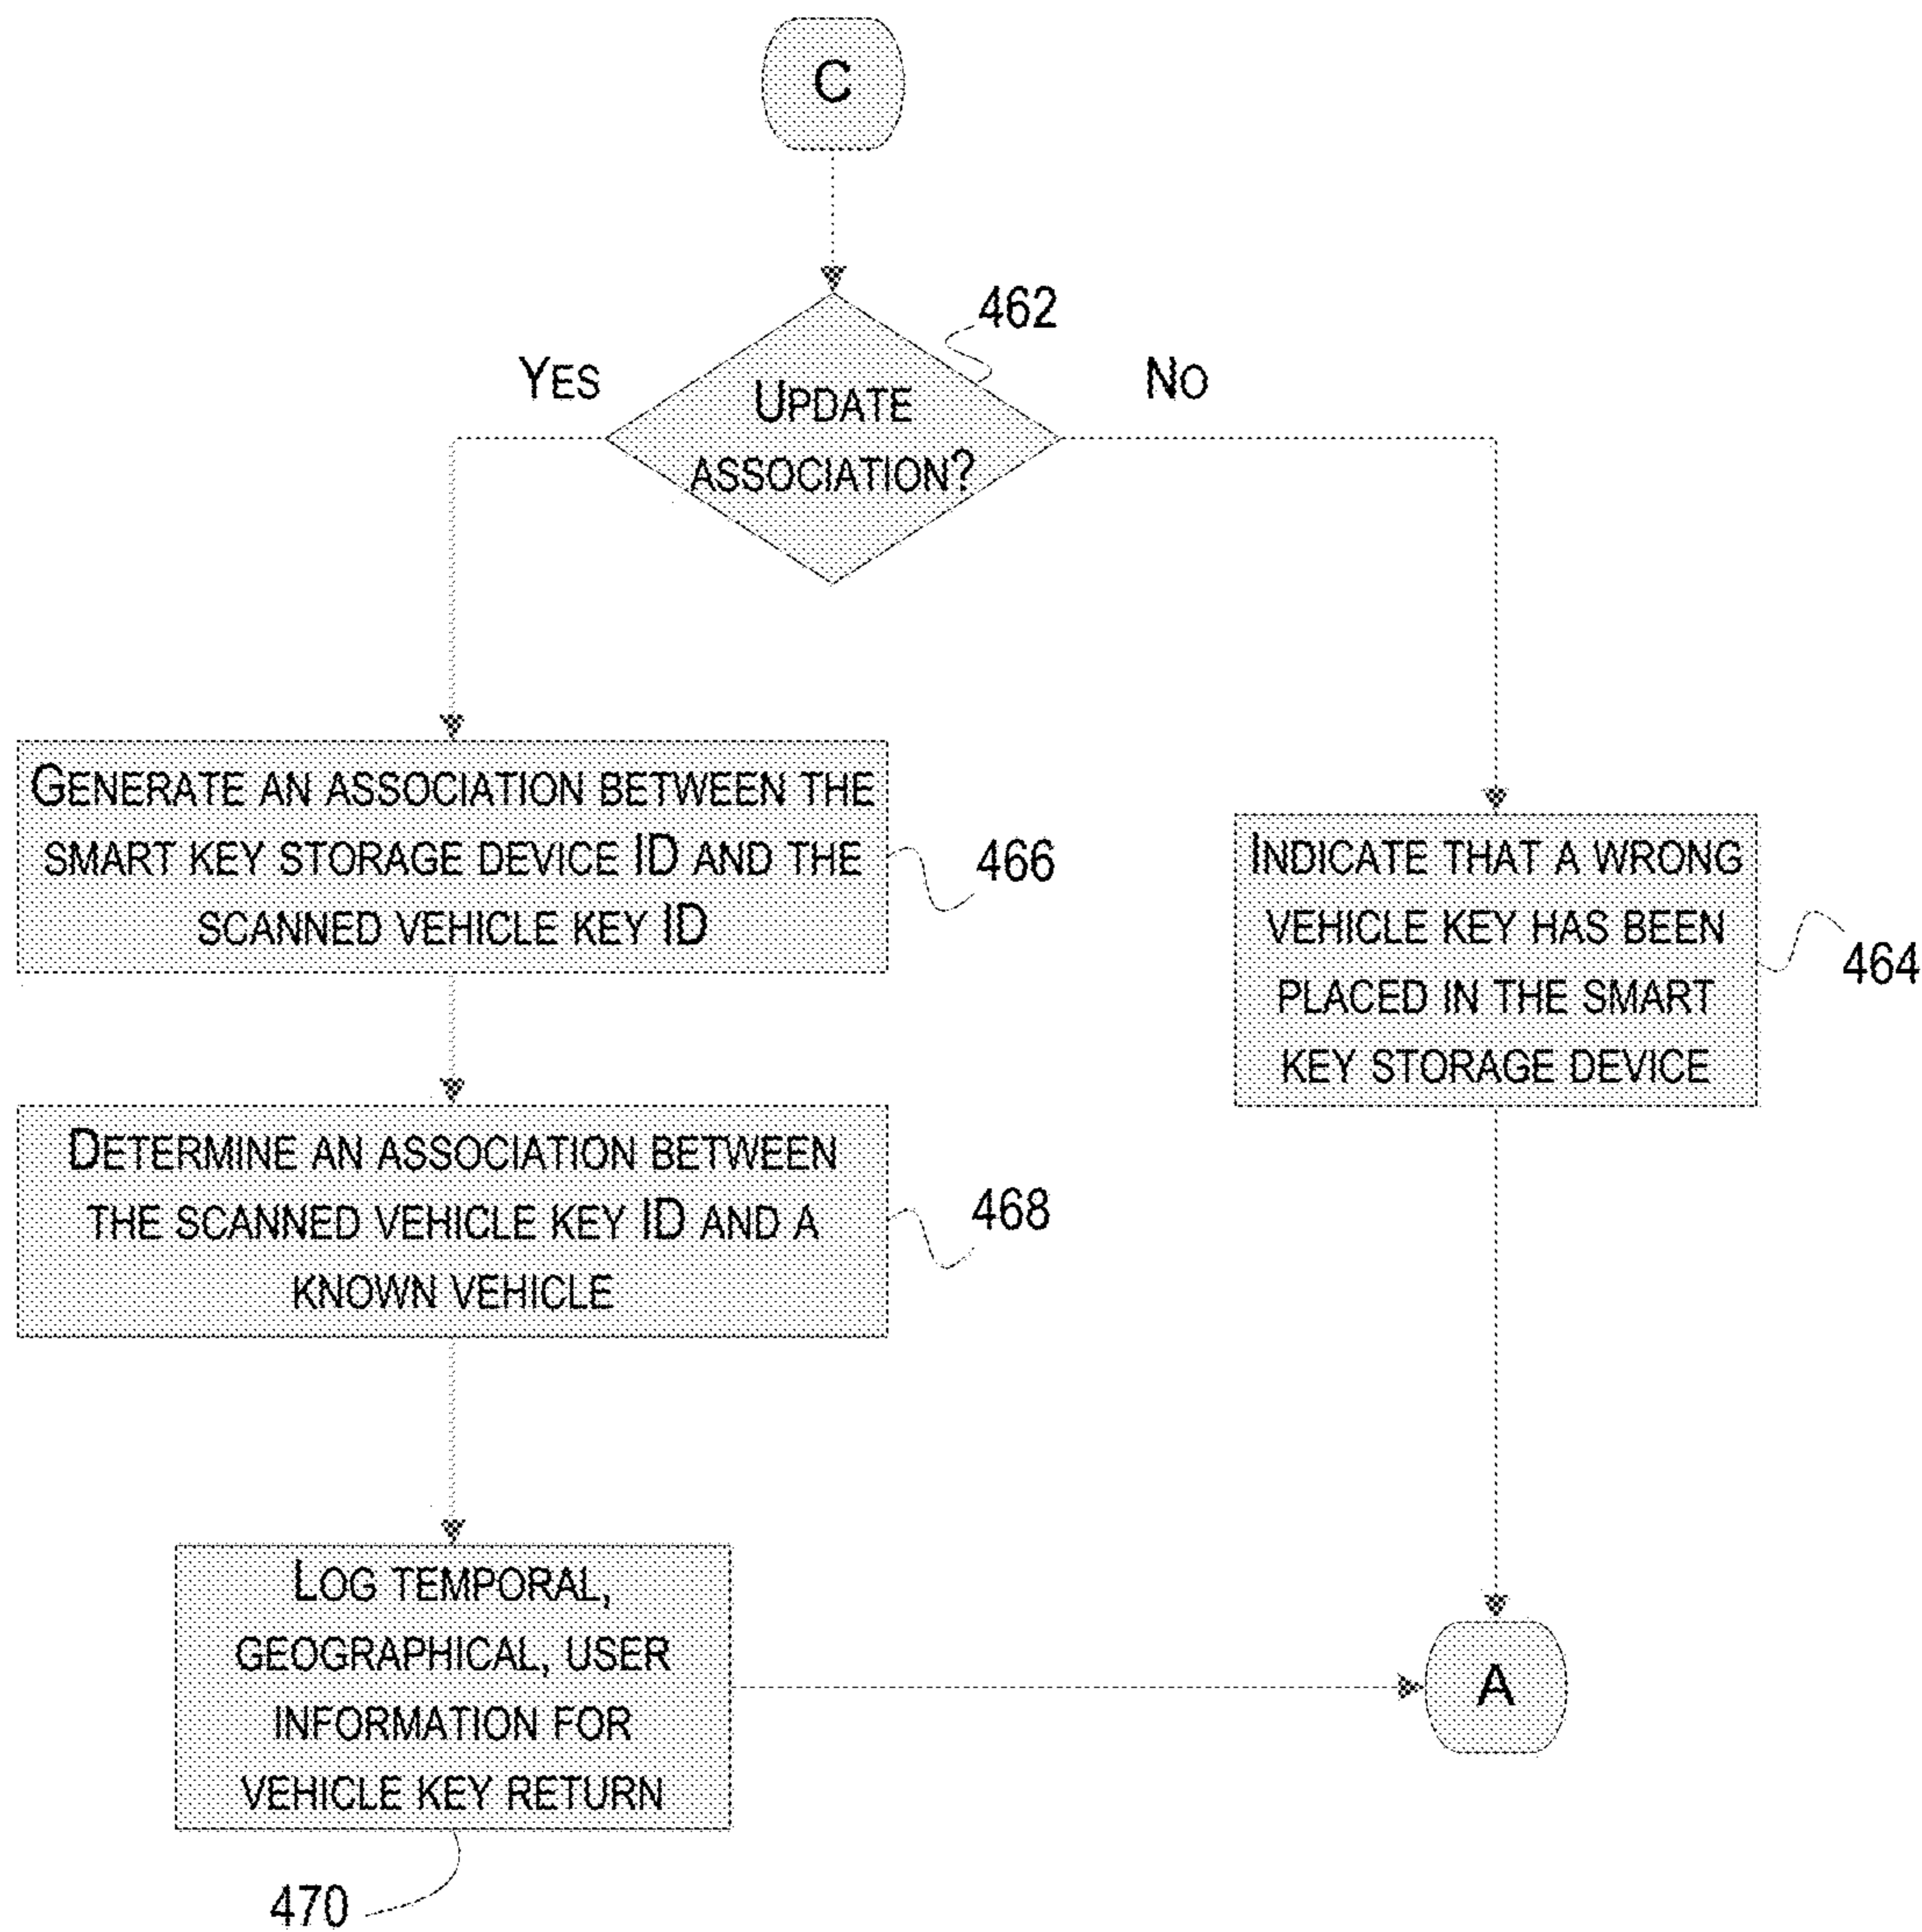 C
462
YES
NO
UPDATE
ASSOCIATION?
GENERATE AN ASSOCIATION BETWEEN THE
SMART KEY STORAGE DEVICE ID AND THE
SCANNED VEHICLE KEY ID
466
INDICATE THAT A WRONG
VEHICLE KEY HAS BEEN
PLACED IN THE SMART
KEY STORAGE DEVICE
464
DETERMINE AN ASSOCIATION BETWEEN
THE SCANNED VEHICLE KEY ID AND A
KNOWN VEHICLE
468
LOG TEMPORAL,
GEOGRAPHICAL, USER
INFORMATION FOR
VEHICLE KEY RETURN
A
470